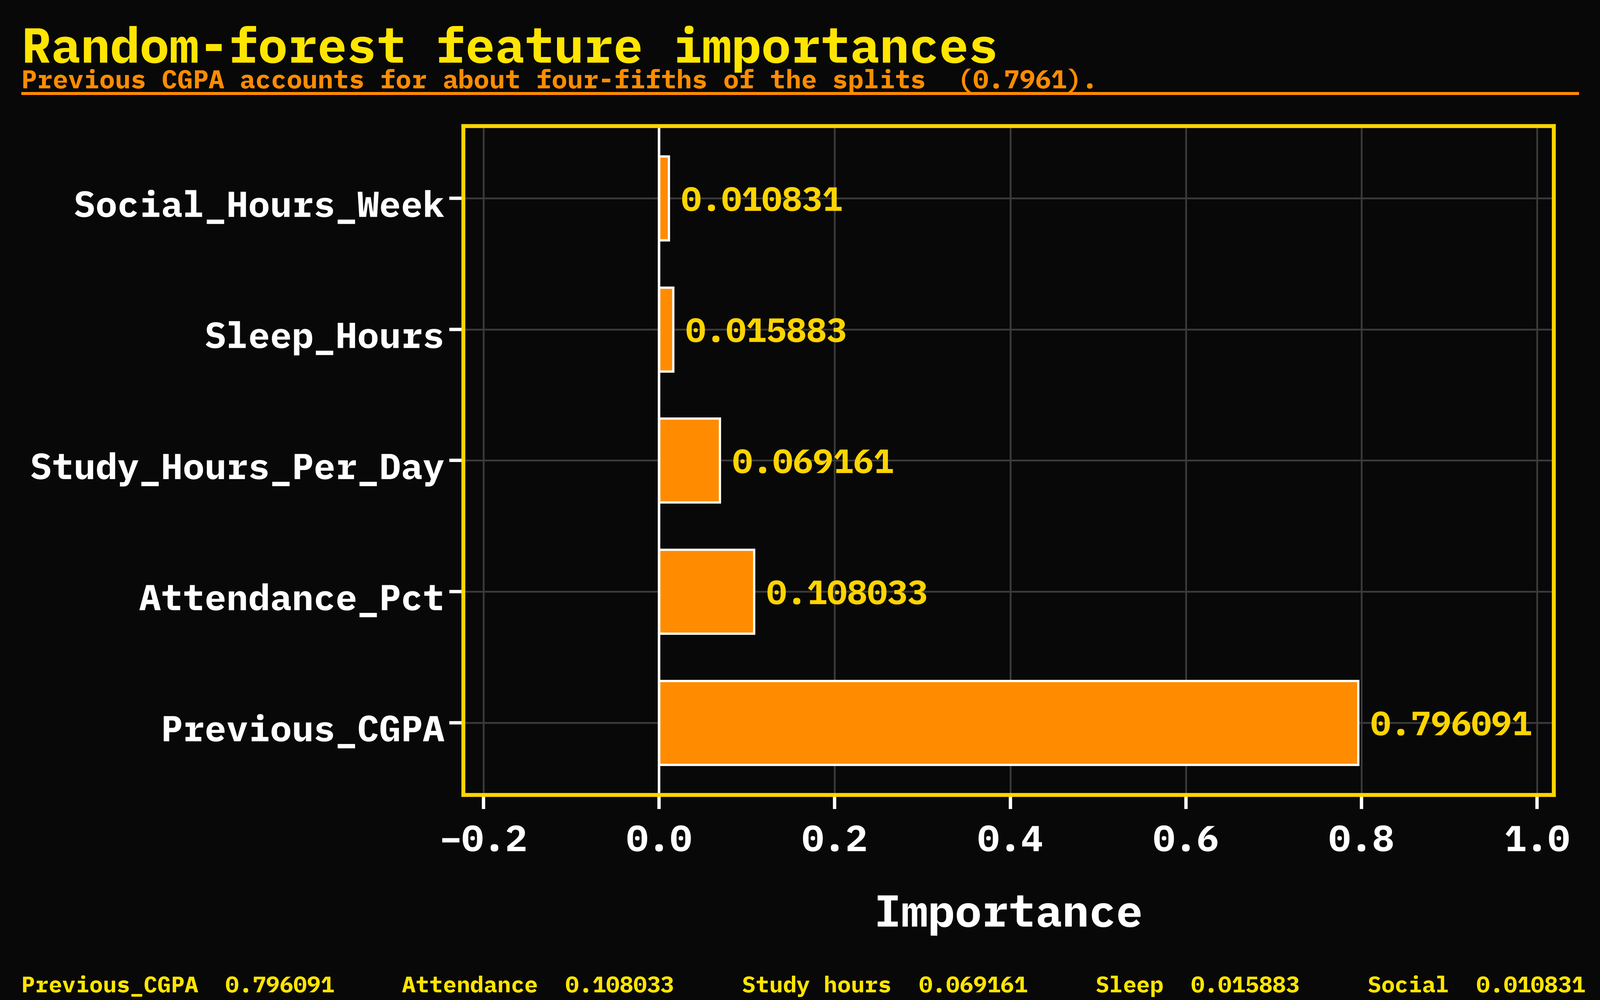 Random-forest feature importances
Previous CGPA accounts for about four-fifths of the splits (0.7961).
Social_Hours_Week 0.010831
Sleep_Hours 0.015883
Study_Hours_Per_Day 0.069161
Attendance_Pct 0.108033
Previous_CGPA 0.796091
−0.2 0.0 0.2 0.4 0.6 0.8 1.0
Importance
Previous_CGPA 0.796091 Attendance 0.108033 Study hours 0.069161 Sleep 0.015883 Social 0.010831